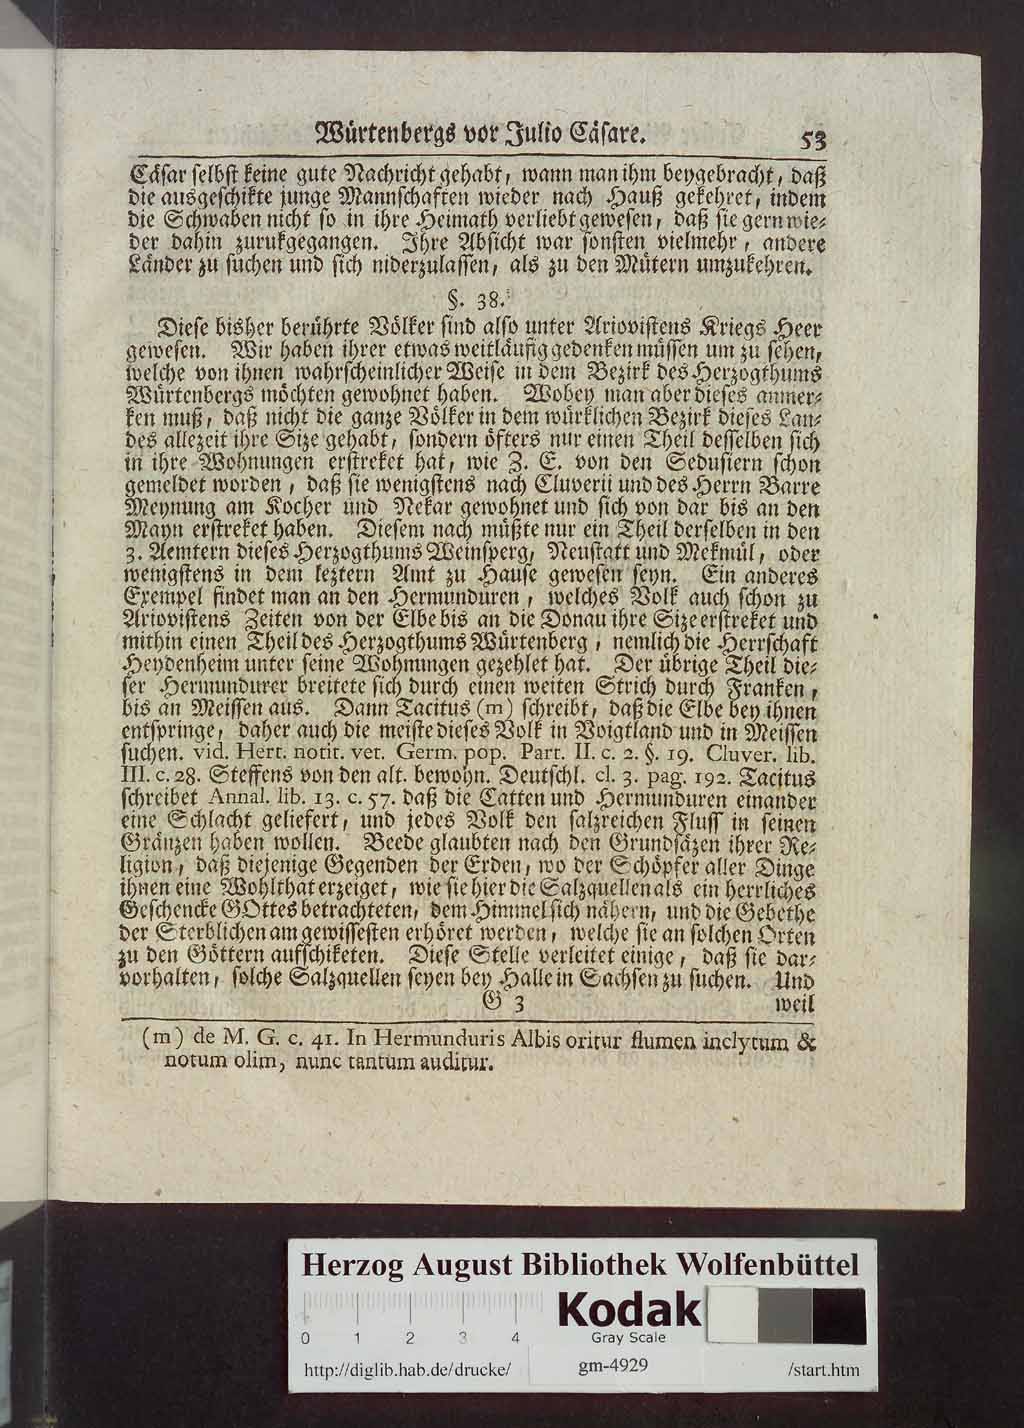 Würtenbergs vor Julio Cäsare. 53
Cäsar selbst keine gute Nachricht gehabt, wann man ihm beygebracht, daß
die ausgeschikte junge Mannschaften wieder nach Hauß gekehret, indem
die Schwaben nicht so in ihre Heimath verliebt gewesen, daß sie gern wie-
der dahin zurukgegangen. Ihre Absicht war sonsten vielmehr, andere
Länder zu suchen und sich niderzulassen, als zu den Mütern umzukehren.
§. 38.
Diese bisher berührte Völker sind also unter Ariovistens Kriegs Heer
gewesen. Wir haben ihrer etwas weitläufig gedenken müssen um zu sehen,
welche von ihnen wahrscheinlicher Weise in dem Bezirk des Herzogthums
Würtenbergs möchten gewohnet haben. Wobey man aber dieses anmer-
ken muß, daß nicht die ganze Völker in dem würklichen Bezirk dieses Lan-
des allezeit ihre Size gehabt, sondern öfters nur einen Theil desselben sich
in ihre Wohnungen erstreket hat, wie Z. E. von den Sedusiern schon
gemeldet worden, daß sie wenigstens nach Cluverii und des Herrn Barre
Meynung am Kocher und Nekar gewohnet und sich von dar bis an den
Mayn erstreket haben. Diesem nach müßte nur ein Theil derselben in den
3. Aemtern dieses Herzogthums Weinsperg, Neustatt und Mekmül, oder
wenigstens in dem leztern Amt zu Hause gewesen seyn. Ein anderes
Exempel findet man an den Hermunduren, welches Volk auch schon zu
Ariovistens Zeiten von der Elbe bis an die Donau ihre Size erstreket und
mithin einen Theil des Herzogthums Würtenberg, nemlich die Herrschaft
Heydenheim unter seine Wohnungen gezehlet hat. Der übrige Theil die-
ser Hermundurer breitete sich durch einen weiten Strich durch Franken,
bis an Meissen aus. Dann Tacitus (m) schreibt, daß die Elbe bey ihnen
entspringe, daher auch die meiste dieses Volk in Voigtland und in Meissen
suchen. vid. Hert. notit. vet. Germ. pop. Part. II. c. 2. §. 19. Cluver. lib.
III. c. 28. Steffens von den alt. bewohn. Deutschl. cl. 3. pag. 192. Tacitus
schreibet Annal. lib. 13. c. 57. daß die Catten und Hermunduren einander
eine Schlacht geliefert, und jedes Volk den salzreichen Fluss in seinen
Gränzen haben wollen. Beede glaubten nach den Grundsäzen ihrer Re-
ligion, daß diejenige Gegenden der Erden, wo der Schöpfer aller Dinge
ihnen eine Wohlthat erzeiget, wie sie hier die Salzquellen als ein herrliches
Geschencke GOttes betrachteten, dem Himmel sich nähern, und die Gebethe
der Sterblichen am gewissesten erhöret werden, welche sie an solchen Orten
zu den Göttern aufschiketen. Diese Stelle verleitet einige, daß sie dar-
vorhalten, solche Salzquellen seyen bey Halle in Sachsen zu suchen. Und
G 3 weil
(m) de M. G. c. 41. In Hermunduris Albis oritur flumen inclytum &
notum olim, nunc tantum auditur.
Herzog August Bibliothek Wolfenbüttel
Kodak
0 1 2 3 4
Gray Scale
http://diglib.hab.de/drucke/ gm-4929 /start.htm